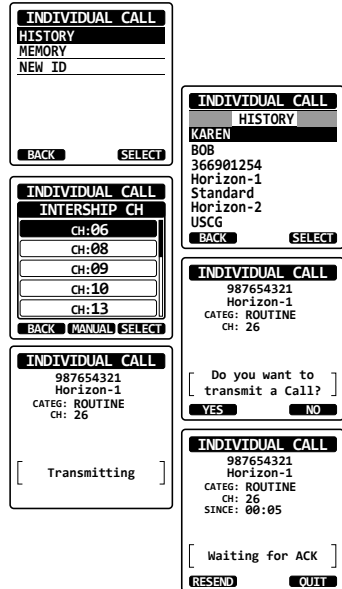 INDIVIDUAL CALL
HISTORY
MEMORY
NEW ID
BACK SELECT
INDIVIDUAL CALL
HISTORY
KAREN
BOB
366901254
Horizon-1
Standard
Horizon-2
USCG
BACK SELECT
INDIVIDUAL CALL
INTERSHIP CH
CH:06
CH:08
CH:09
CH:10
CH:13
BACK MANUAL SELECT
INDIVIDUAL CALL
987654321
Horizon-1
CATEG: ROUTINE
CH: 26
Do you want to
transmit a Call?
YES NO
INDIVIDUAL CALL
987654321
Horizon-1
CATEG: ROUTINE
CH: 26
Transmitting
INDIVIDUAL CALL
987654321
Horizon-1
CATEG: ROUTINE
CH: 26
SINCE: 00:05
Waiting for ACK
RESEND QUIT